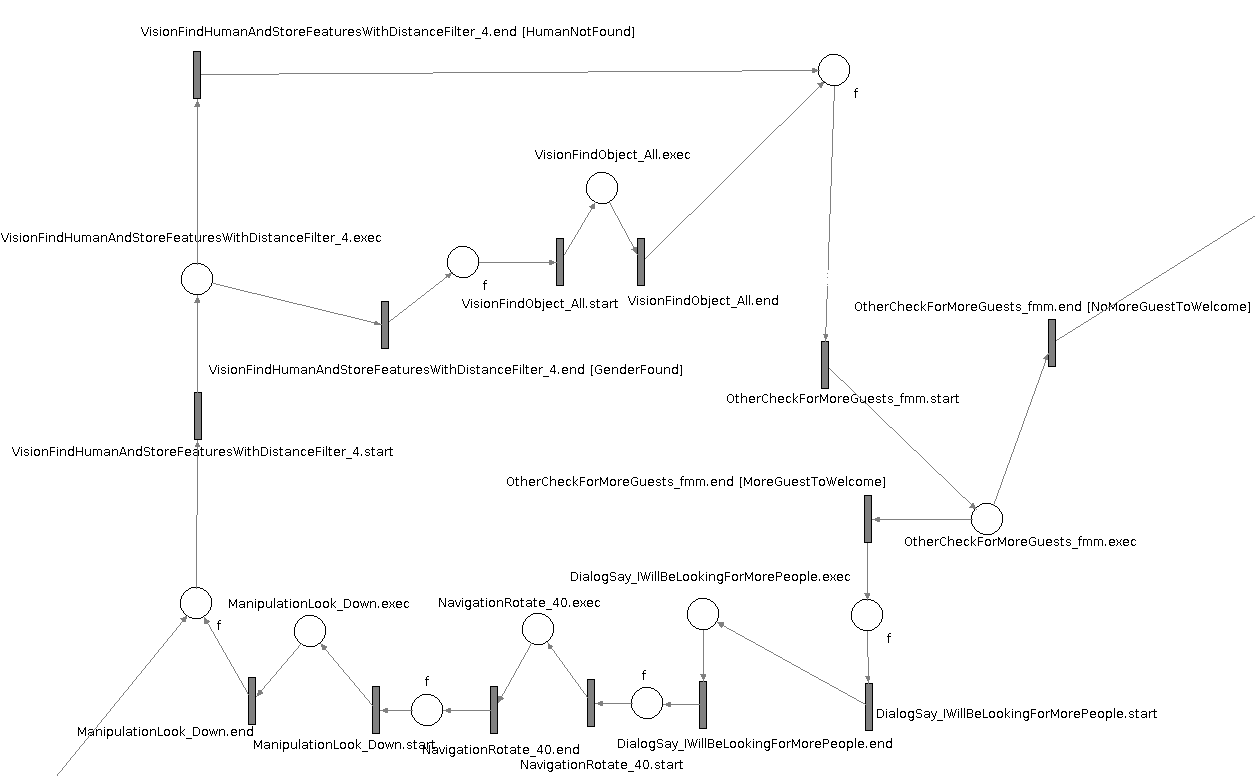 VisionFindHumanAndStoreFeaturesWithDistanceFilter_4.end [HumanNotFound]
f
VisionFindObject_All.exec
VisionFindHumanAndStoreFeaturesWithDistanceFilter_4.exec
f
VisionFindObject_All.start
VisionFindObject_All.end
OtherCheckForMoreGuests_fmm.end [NoMoreGuestToWelcome]
VisionFindHumanAndStoreFeaturesWithDistanceFilter_4.end [GenderFound]
OtherCheckForMoreGuests_fmm.start
VisionFindHumanAndStoreFeaturesWithDistanceFilter_4.start
OtherCheckForMoreGuests_fmm.end [MoreGuestToWelcome]
OtherCheckForMoreGuests_fmm.exec
DialogSay_IWillBeLookingForMorePeople.exec
ManipulationLook_Down.exec
NavigationRotate_40.exec
f
f
f
f
DialogSay_IWillBeLookingForMorePeople.start
ManipulationLook_Down.end
ManipulationLook_Down.start
NavigationRotate_40.end
DialogSay_IWillBeLookingForMorePeople.end
NavigationRotate_40.start